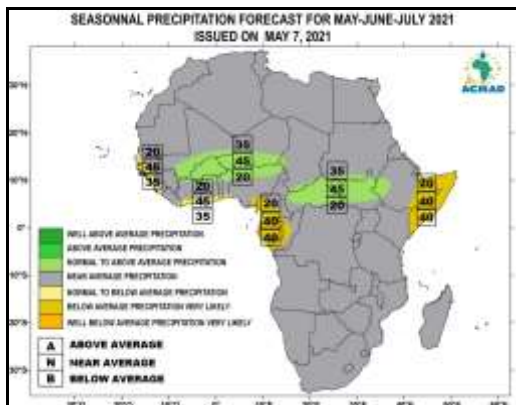 SEASONNAL PRECIPITATION FORECAST FOR MAY-JUNE-JULY 2021
ISSUED ON MAY 7, 2021
ACMAD
20
45
35
35
45
20
20
45
35
20
40
40
35
45
20
20
40
40
0°
WELL ABOVE AVERAGE PRECIPITATION
ABOVE AVERAGE PRECIPITATION
NORMAL TO ABOVE AVERAGE PRECIPITATION
NEAR AVERAGE PRECIPITATION
NORMAL TO BELOW AVERAGE PRECIPITATION
BELOW AVERAGE PRECIPITATION VERY LIKELY
WELL BELOW AVERAGE PRECIPITATION VERY LIKELY
A ABOVE AVERAGE
N NEAR AVERAGE
B BELOW AVERAGE